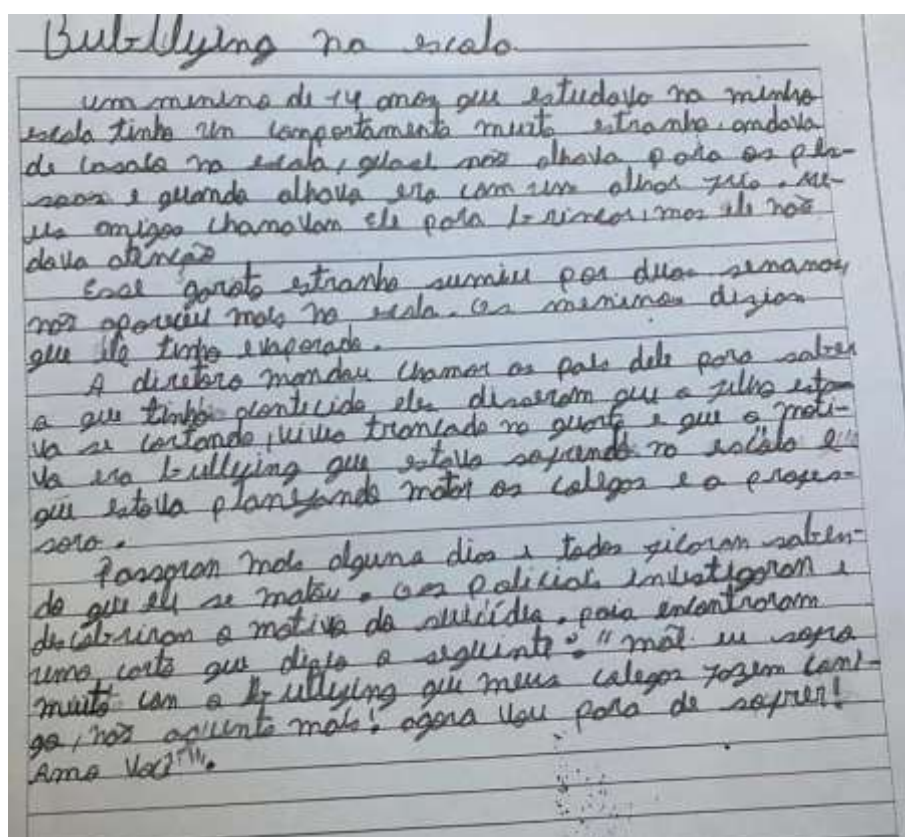 Bullying na escola
um menino de 14 anos que estudava na minha
escola tinha um comportamento muito estranho. andava
de casaco na escola, quase não olhava para as pes-
soas e quando olhava era com um olhar frio. Me-
us amigos chamavam ele para brincar, mas ele não
dava atenção
Esse garoto estranho sumiu por duas semanas,
não apareceu mais na escola. Os meninos diziam
que ele tinha evaporado.
A diretora mandou chamar os pais dele para saber
o que tinha acontecido eles disseram que o filho esta-
va se cortando, vivia trancado no quarto e que o moti-
vo era bullying que estava sofrendo na escola e
que estava planejando matar os colegas e a profes-
sora.
Passaram mais alguns dias e todos ficaram saben-
do que ele se matou. os policiais investigaram e
descobriram o motivo do suicídio. pois encontraram
uma carta que dizia o seguinte: "mãe eu sofro
muito com o bullying que meus colegas fazem comi-
go, não aguento mais! agora vou para de sofrer!
Amo você".